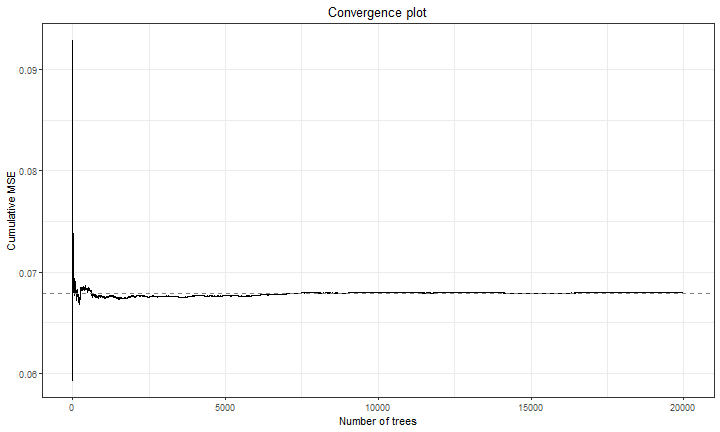 Convergence plot
Cumulative MSE
0.09
0.08
0.07
0.06
0 5000 10000 15000 20000
Number of trees